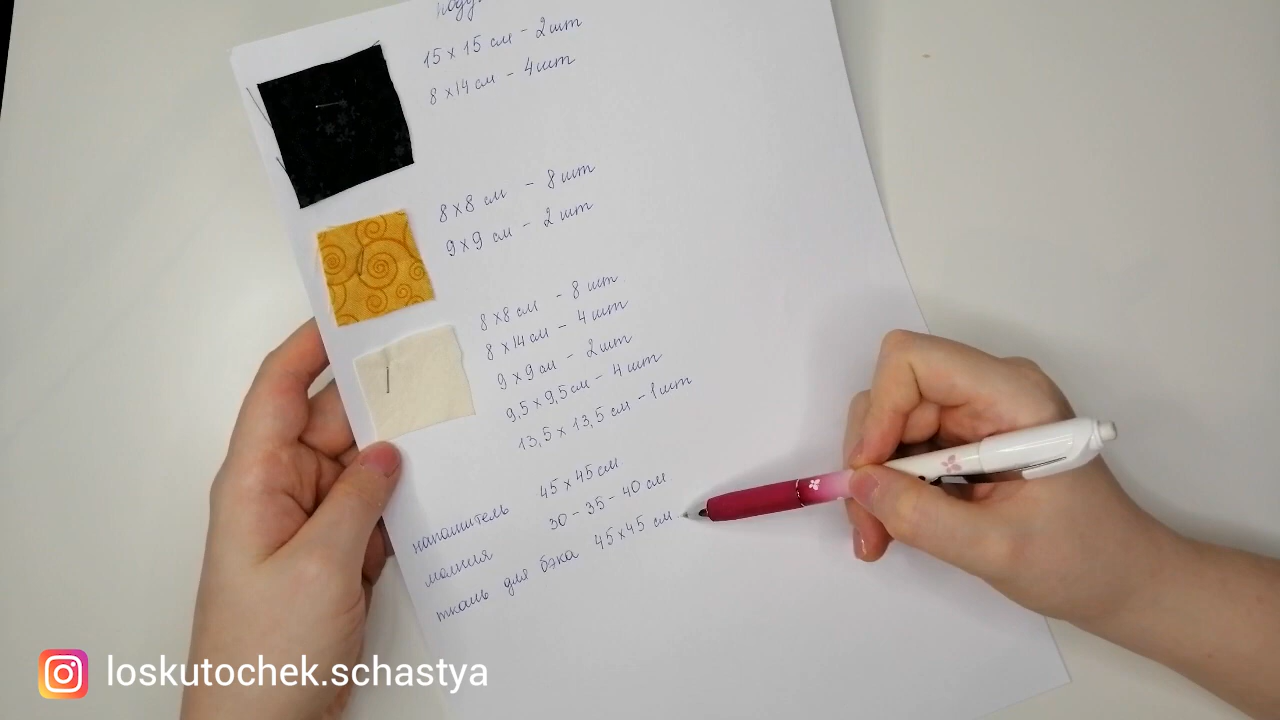 15 x 15 см - 2 шт
8 x 14 см - 4 шт
8 x 8 см - 8 шт
9 x 9 см - 2 шт
8 x 8 см - 8 шт
8 x 14 см - 4 шт
9 x 9 см - 2 шт
9,5 x 9,5 см - 4 шт
13,5 x 13,5 см - 1 шт
наполнитель 45 x 45 см
молния 30 - 35 - 40 см
ткань для бэка 45 x 45 см
loskutochek.schastya